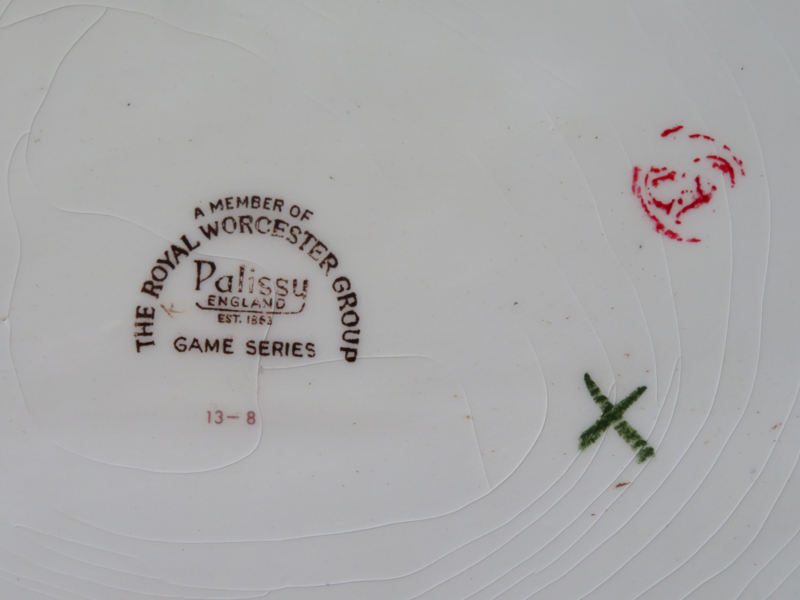 A MEMBER OF
THE ROYAL WORCESTER GROUP
Palissy
ENGLAND
EST. 1863
GAME SERIES
13-8